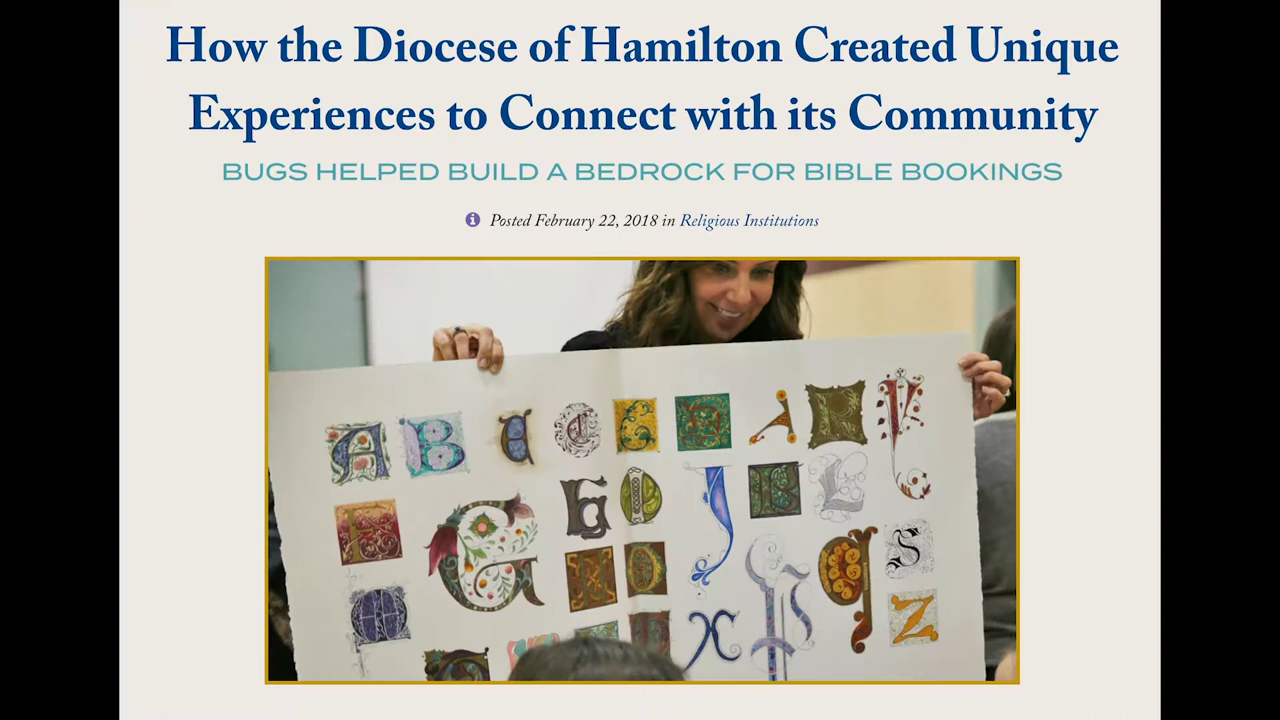 How the Diocese of Hamilton Created Unique
Experiences to Connect with its Community
BUGS HELPED BUILD A BEDROCK FOR BIBLE BOOKINGS
Posted February 22, 2018 in Religious Institutions